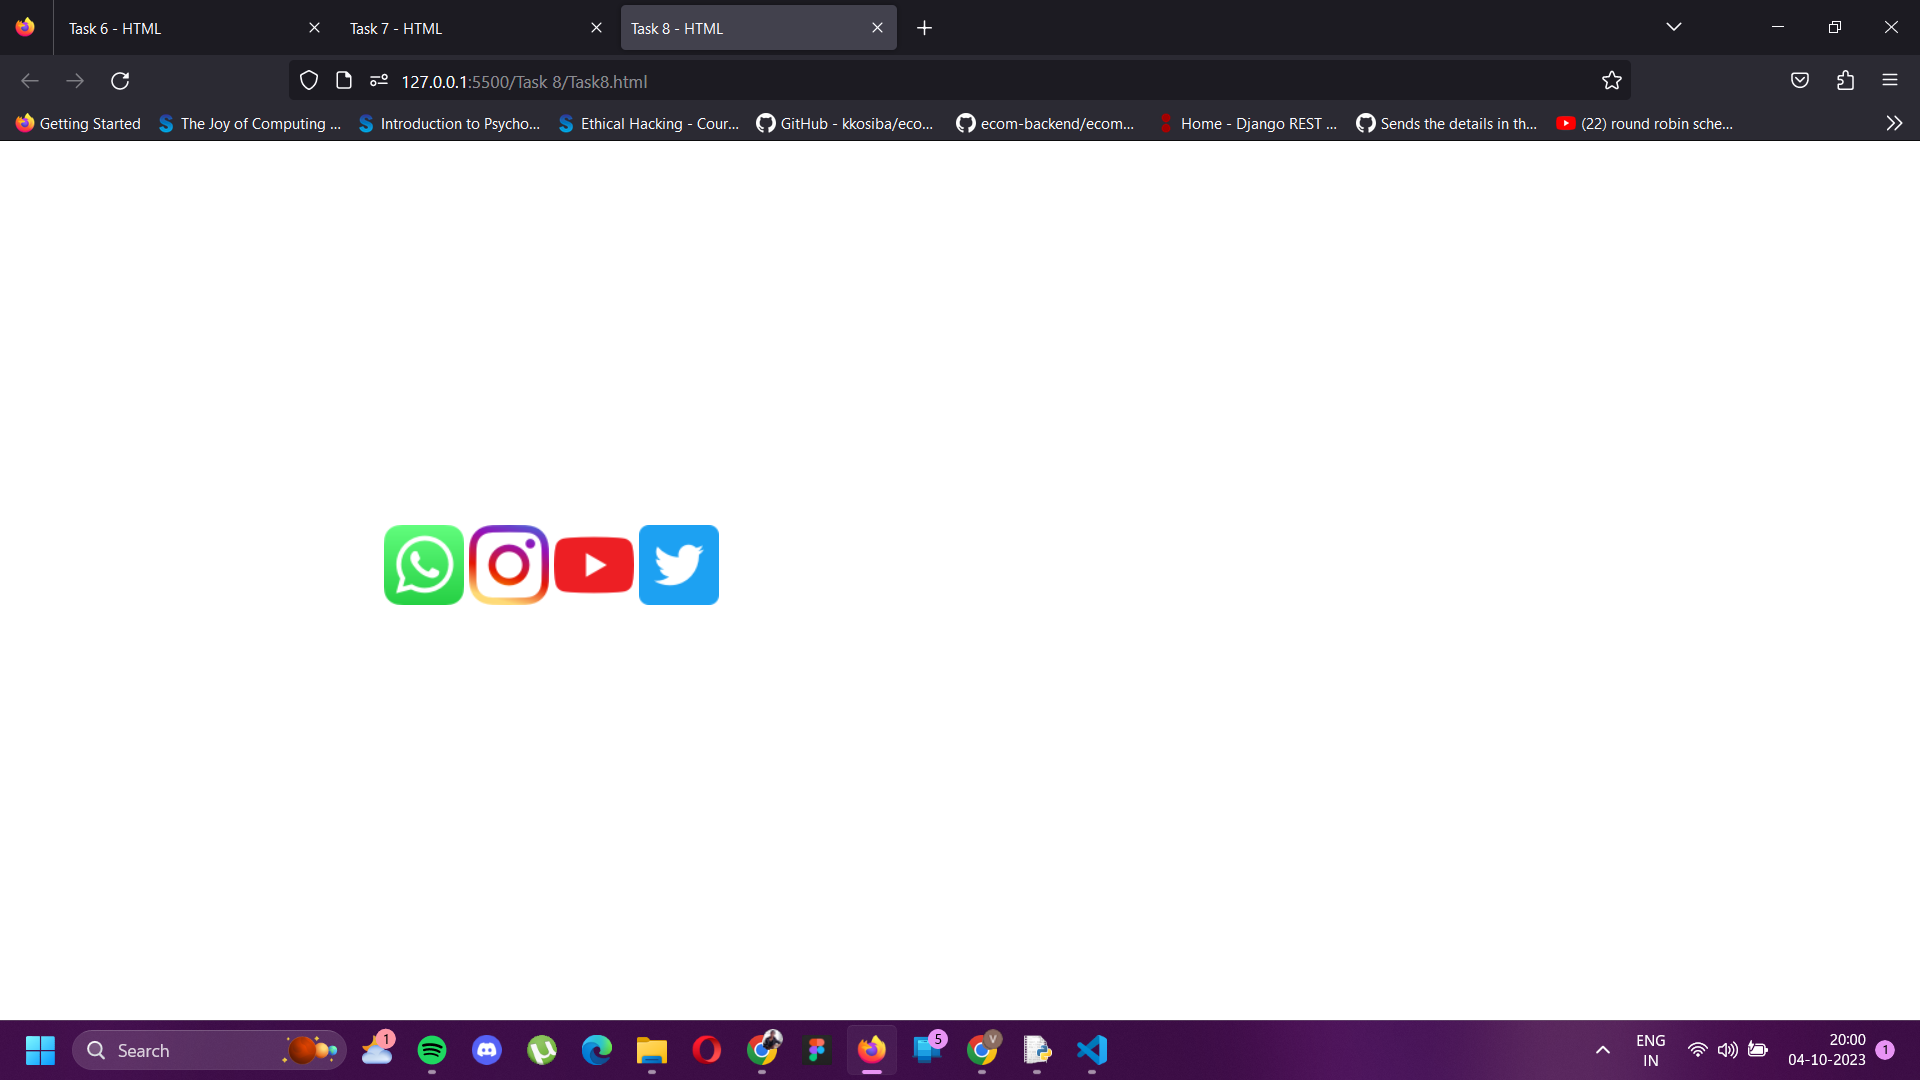 Task 6 - HTML
Task 7 - HTML
Task 8 - HTML
127.0.0.1:5500/Task 8/Task8.html
Getting Started
The Joy of Computing ...
Introduction to Psycho...
Ethical Hacking - Cour...
GitHub - kkosiba/eco...
ecom-backend/ecom...
Home - Django REST ...
Sends the details in th...
(22) round robin sche...
Search
1
5
V
ENG
IN
20:00
04-10-2023
1